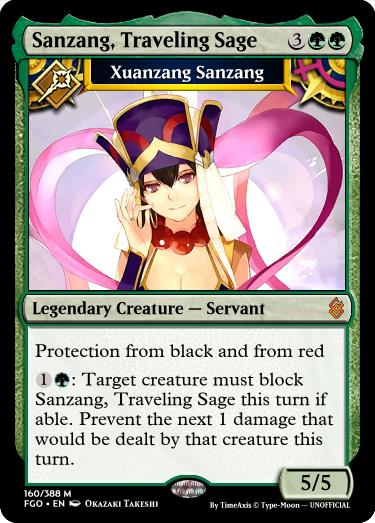 Sanzang, Traveling Sage 3
Xuanzang Sanzang
Legendary Creature — Servant
Protection from black and from red
1 : Target creature must block
Sanzang, Traveling Sage this turn if
able. Prevent the next 1 damage that
would be dealt by that creature this
turn.
5/5
160/388 M
FGO • EN Okazaki Takeshi
By TimeAxis © Type-Moon — UNOFFICIAL